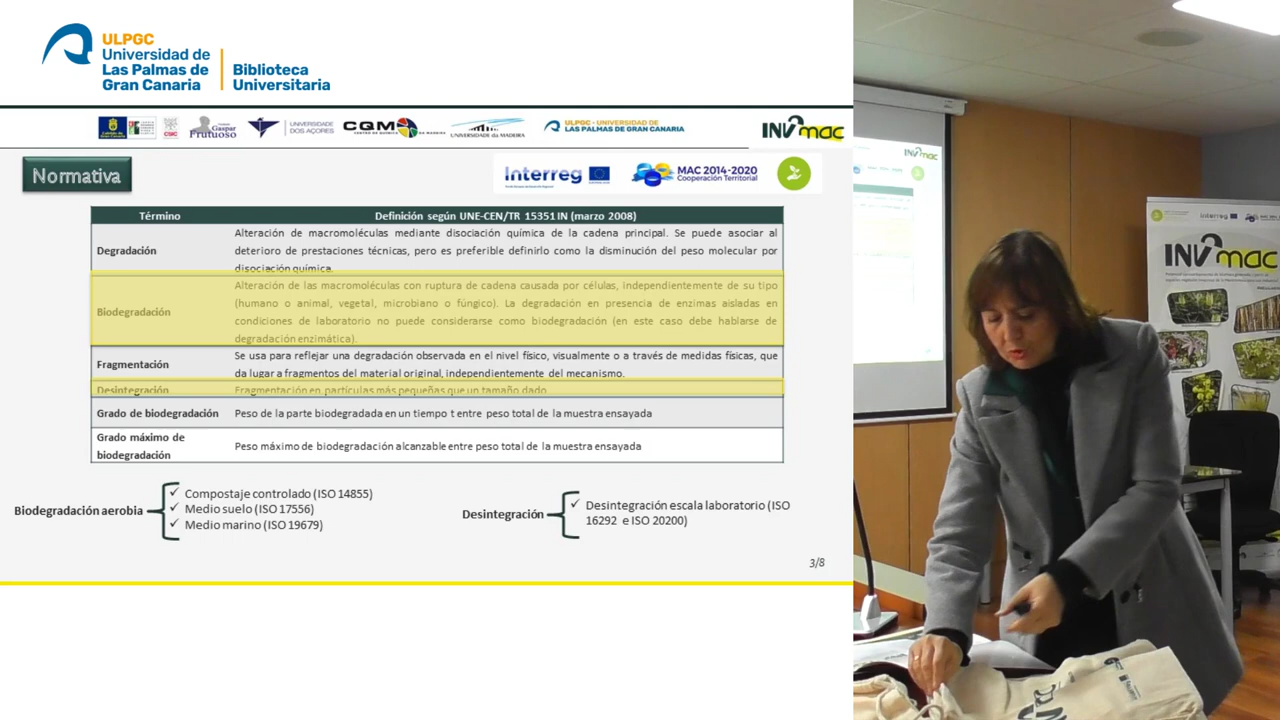 ULPGC
Universidad de
Las Palmas de
Gran Canaria
Biblioteca
Universitaria
Gaspar
Frutuoso
CSIC
UNIVERSIDADE
DOS AÇORES
CQM
UNIVERSIDADE da MADEIRA
ULPGC · UNIVERSIDAD DE
LAS PALMAS DE GRAN CANARIA
INVmac
Normativa
Interreg
MAC 2014-2020
Cooperación Territorial
Término
Definición según UNE-CEN/TR 15351 IN (marzo 2008)
Degradación
Alteración de macromoléculas mediante disociación química de la cadena principal. Se puede asociar al
deterioro de prestaciones técnicas, pero es preferible definirlo como la disminución del peso molecular por
disociación química.
Biodegradación
Alteración de las macromoléculas con ruptura de cadena causada por células, independientemente de su tipo
(humano o animal, vegetal, microbiano o fúngico). La degradación en presencia de enzimas aisladas en
condiciones de laboratorio no puede considerarse como biodegradación (en este caso debe hablarse de
degradación enzimática).
Fragmentación
Se usa para reflejar una degradación observada en el nivel físico, visualmente o a través de medidas físicas, que
da lugar a fragmentos del material original, independientemente del mecanismo.
Desintegración
Fragmentación en partículas más pequeñas que un tamaño dado
Grado de biodegradación
Peso de la parte biodegradada en un tiempo t entre peso total de la muestra ensayada
Grado máximo de
biodegradación
Peso máximo de biodegradación alcanzable entre peso total de la muestra ensayada
Biodegradación aerobia
✓ Compostaje controlado (ISO 14855)
✓ Medio suelo (ISO 17556)
✓ Medio marino (ISO 19679)
Desintegración
✓ Desintegración escala laboratorio (ISO
16292 e ISO 20200)
3/8
INVmac
Interreg
INVmac